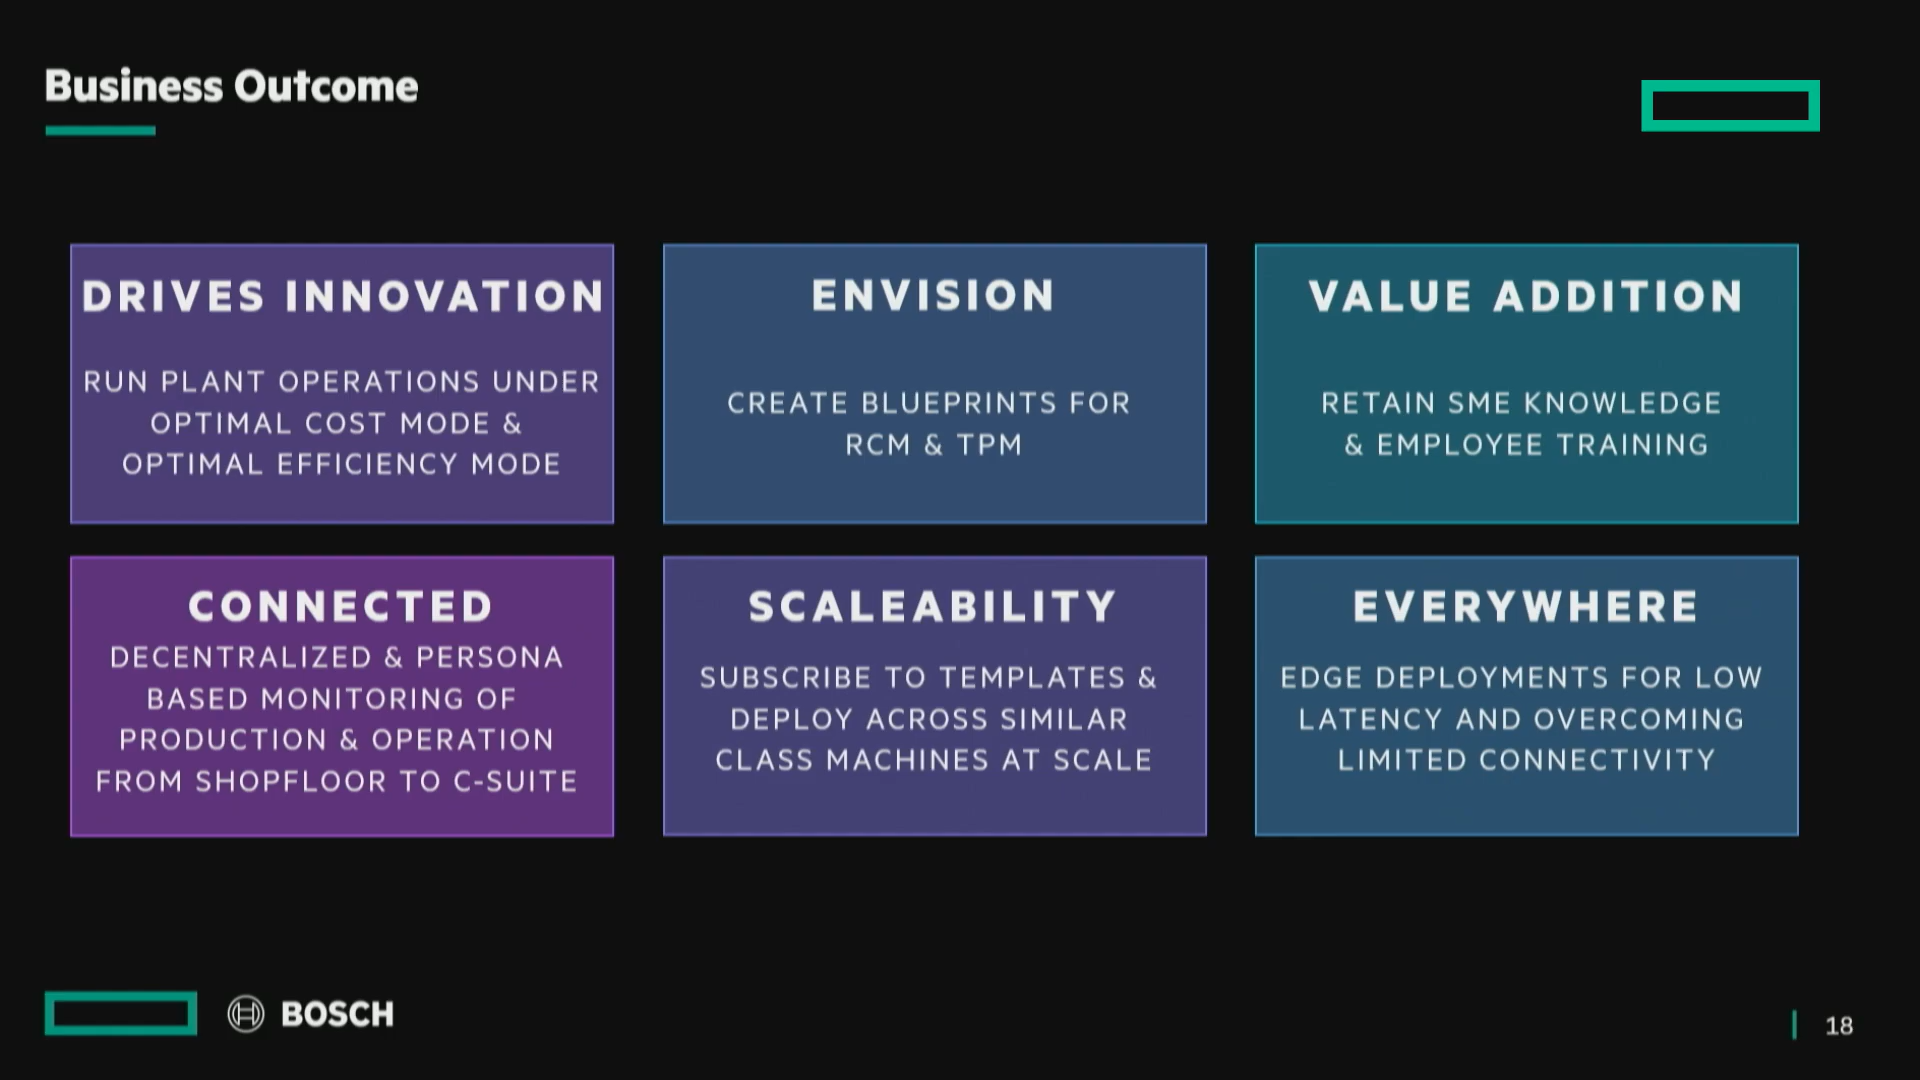 Business Outcome
DRIVES INNOVATION
RUN PLANT OPERATIONS UNDER
OPTIMAL COST MODE &
OPTIMAL EFFICIENCY MODE
ENVISION
CREATE BLUEPRINTS FOR
RCM & TPM
VALUE ADDITION
RETAIN SME KNOWLEDGE
& EMPLOYEE TRAINING
CONNECTED
DECENTRALIZED & PERSONA
BASED MONITORING OF
PRODUCTION & OPERATION
FROM SHOPFLOOR TO C-SUITE
SCALEABILITY
SUBSCRIBE TO TEMPLATES &
DEPLOY ACROSS SIMILAR
CLASS MACHINES AT SCALE
EVERYWHERE
EDGE DEPLOYMENTS FOR LOW
LATENCY AND OVERCOMING
LIMITED CONNECTIVITY
BOSCH
18